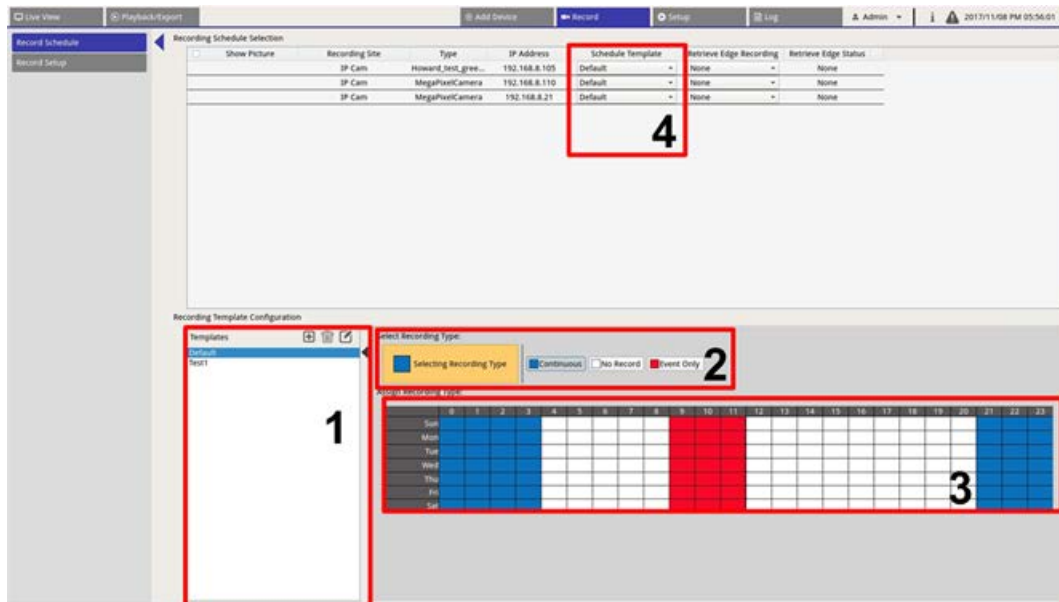 Live View Playback/Export Add Device Record Setup Log Admin i 2017/11/08 PM 05:56:01
Record Schedule
Record Setup
Recording Schedule Selection
Show Picture Recording Site Type IP Address Schedule Template Retrieve Edge Recording Retrieve Edge Status
IP Cam Howard_test_gree... 192.168.8.105 Default None None
IP Cam MegaPixelCamera 192.168.8.110 Default None None
IP Cam MegaPixelCamera 192.168.8.21 Default None None
4
Recording Template Configuration
Templates
Default
Test1
1
Select Recording Type:
Selecting Recording Type Continuous No Record Event Only
2
Assign Recording Type:
0 1 2 3 4 5 6 7 8 9 10 11 12 13 14 15 16 17 18 19 20 21 22 23
Sun
Mon
Tue
Wed
Thu
Fri
Sat
3